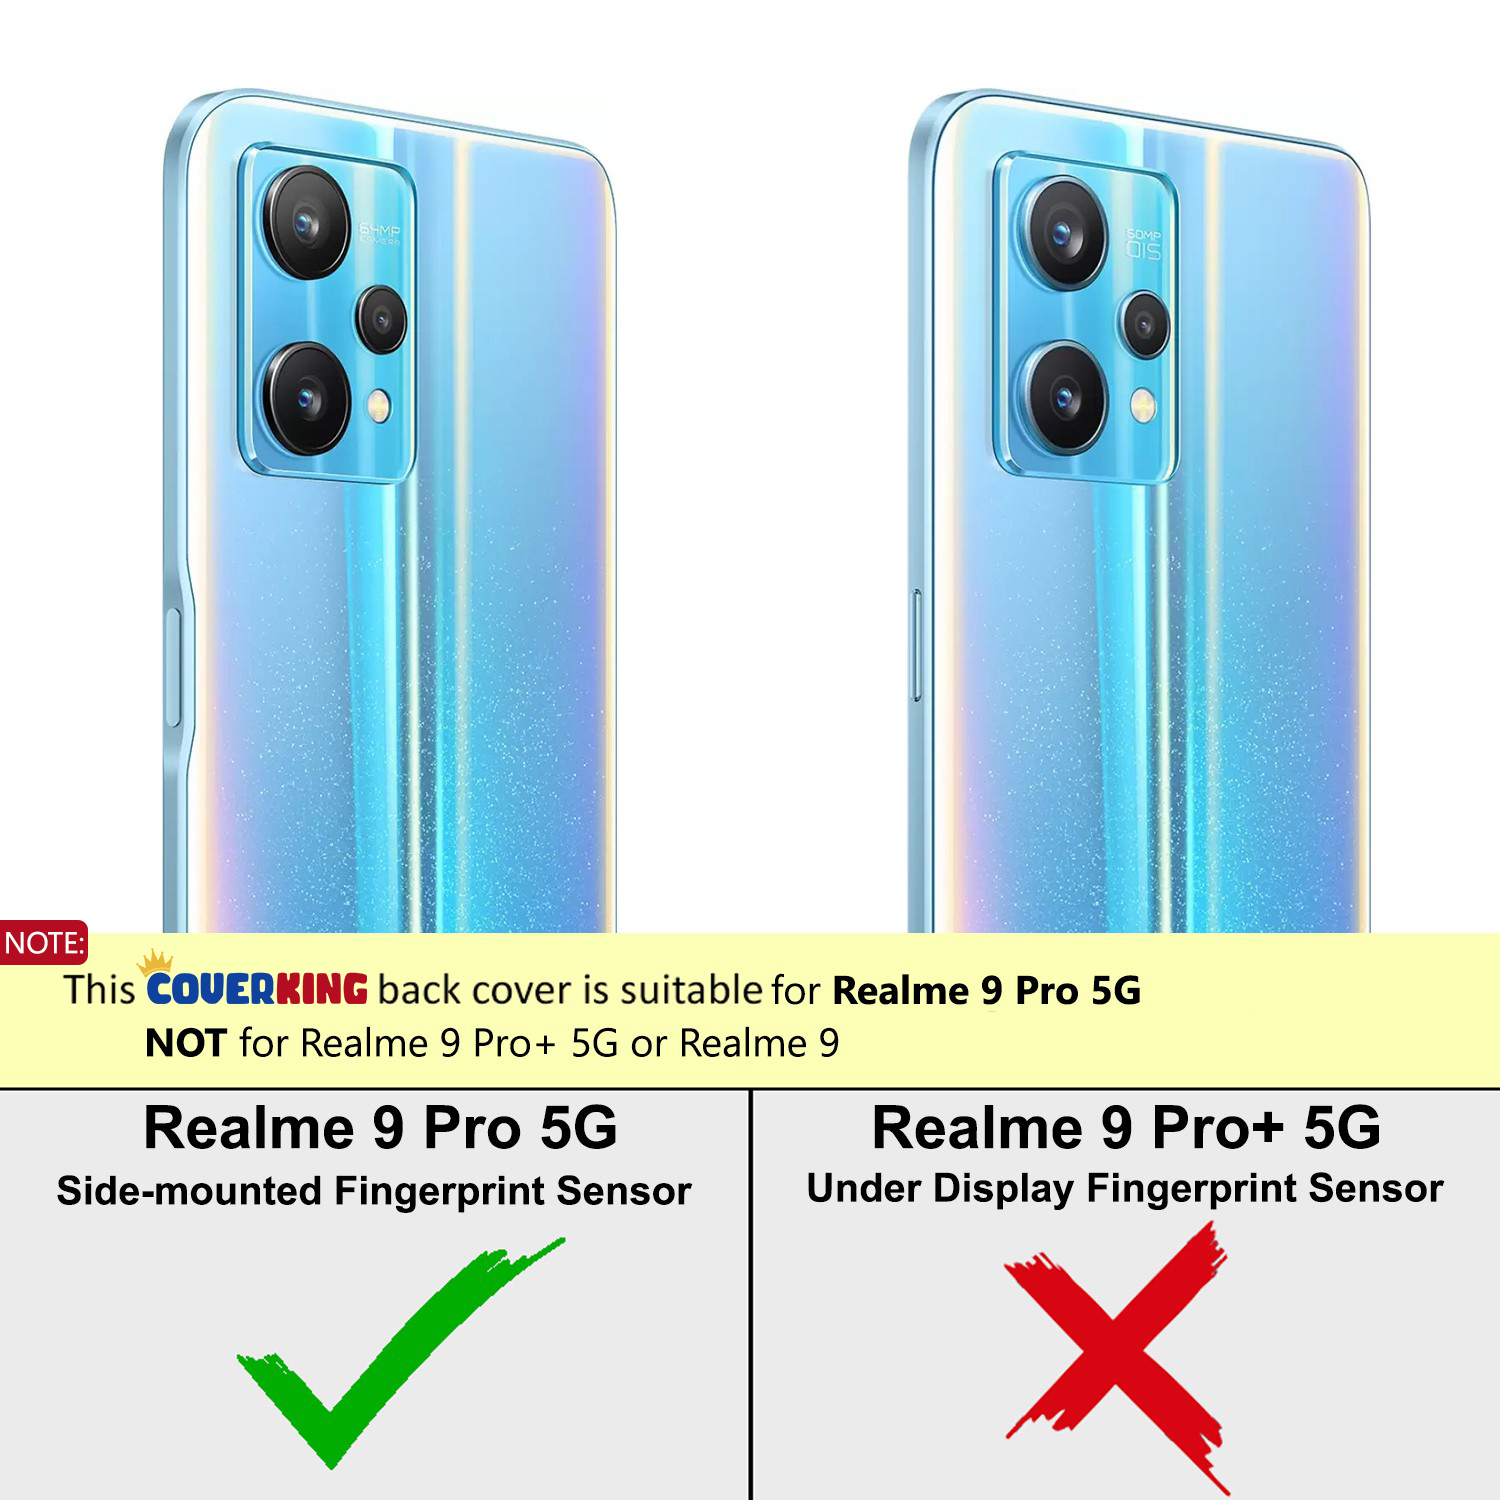 64MP
CAMERA
50MP
OIS
NOTE:
This COVERKING back cover is suitable for Realme 9 Pro 5G
NOT for Realme 9 Pro+ 5G or Realme 9
Realme 9 Pro 5G
Side-mounted Fingerprint Sensor
Realme 9 Pro+ 5G
Under Display Fingerprint Sensor